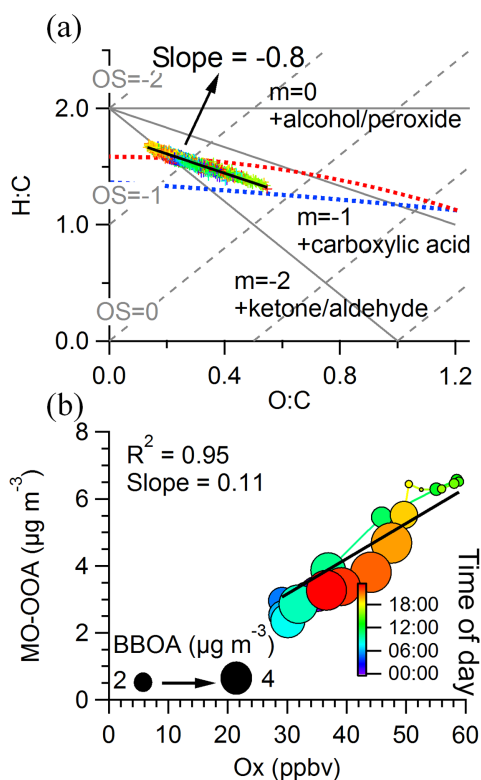 (a)
Slope = -0.8
OS=-2
m=0
+alcohol/peroxide
2.0
H:C
OS=-1
1.0
m=-1
+carboxylic acid
m=-2
+ketone/aldehyde
OS=0
0.0
0.0 0.4 0.8 1.2
O:C
(b)
8
R² = 0.95
Slope = 0.11
6
MO-OOA (µg m⁻³)
4
2
0
Time of day
18:00
12:00
06:00
00:00
BBOA (µg m⁻³)
2 4
0 10 20 30 40 50 60
Ox (ppbv)